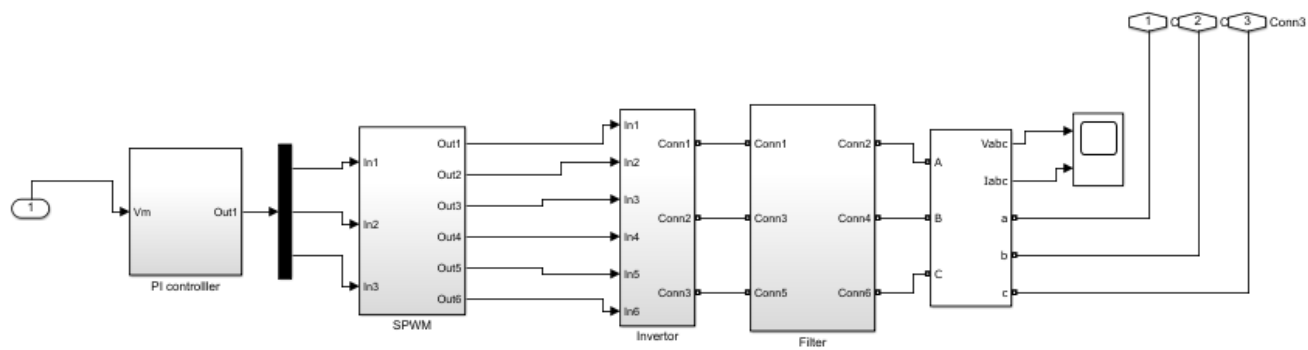 1
2
3
Conn3
1
Vm
Out1
PI controlller
In1
In2
In3
Out1
Out2
Out3
Out4
Out5
Out6
SPWM
In1
In2
In3
In4
In5
In6
Conn1
Conn2
Conn3
Invertor
Conn1
Conn3
Conn5
Conn2
Conn4
Conn6
Filter
A
B
C
Vabc
Iabc
a
b
c